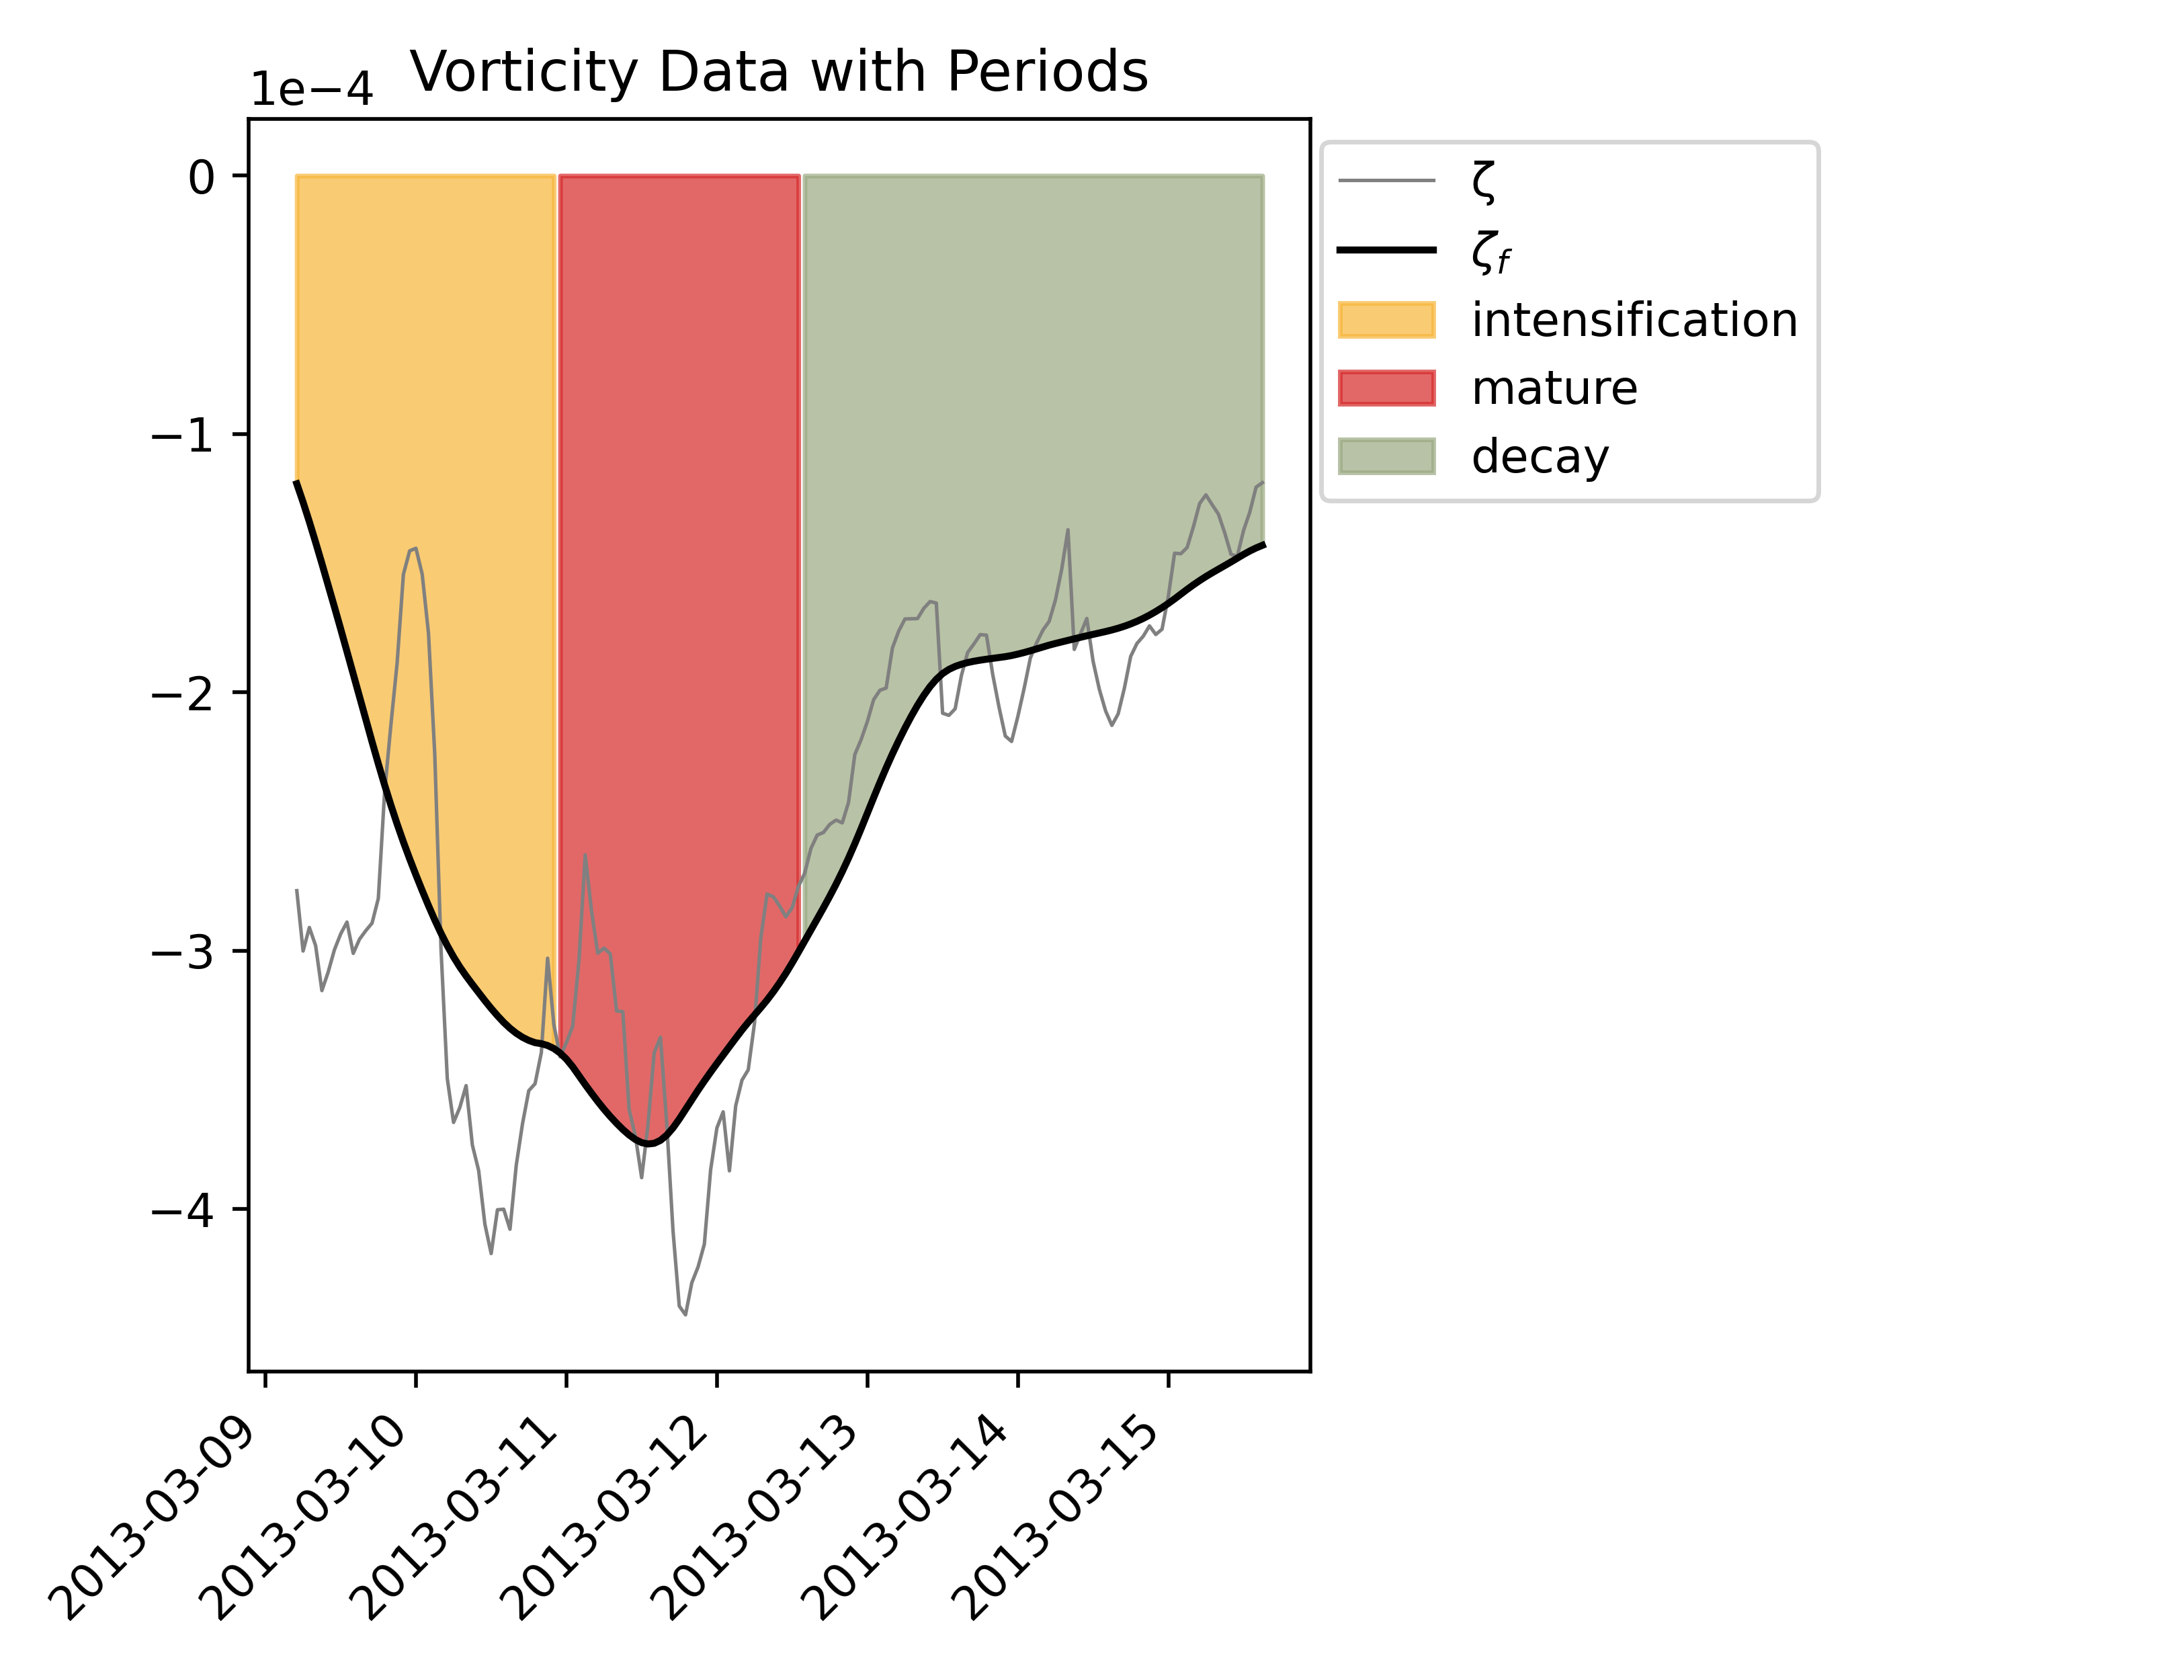 Vorticity Data with Periods
1e−4
0
−1
−2
−3
−4
2013-03-09
2013-03-10
2013-03-11
2013-03-12
2013-03-13
2013-03-14
2013-03-15
ζ
ζf
intensification
mature
decay